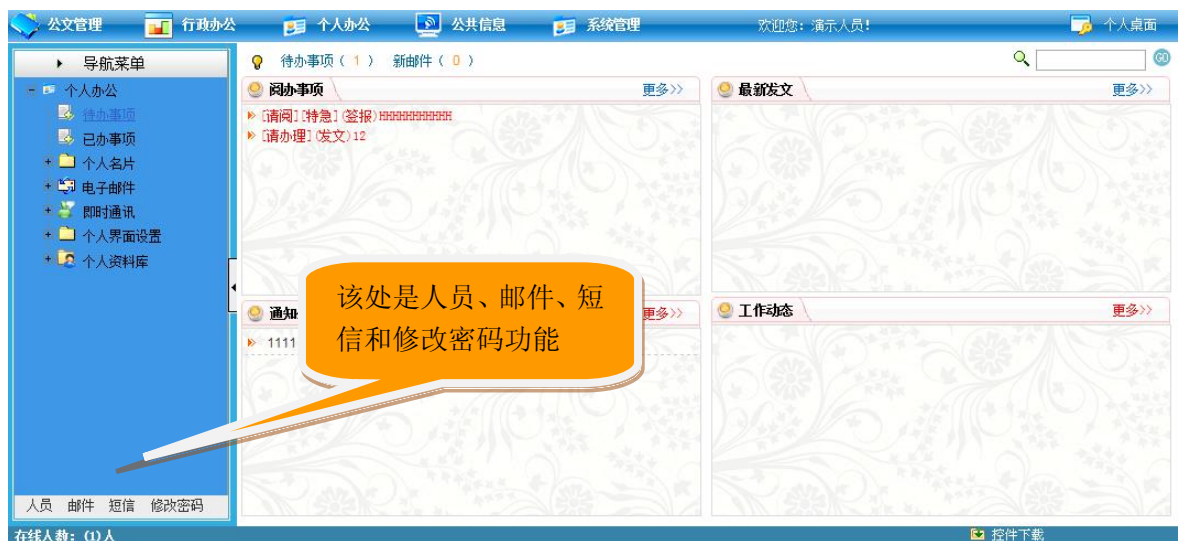 公文管理 行政办公 个人办公 公共信息 系统管理 欢迎您：演示人员！ 个人桌面
导航菜单
待办事项（ 1 ） 新邮件（ 0 ） GO
个人办公
待办事项
已办事项
个人名片
电子邮件
即时通讯
个人界面设置
个人资料库
人员 邮件 短信 修改密码
阅办事项 更多>>
[请阅][特急](签报)HHHHHHHHHHH
[请办理](发文)12
最新发文 更多>>
通知 更多>>
1111
工作动态 更多>>
该处是人员、邮件、短
信和修改密码功能
在线人数：(1)人 控件下载